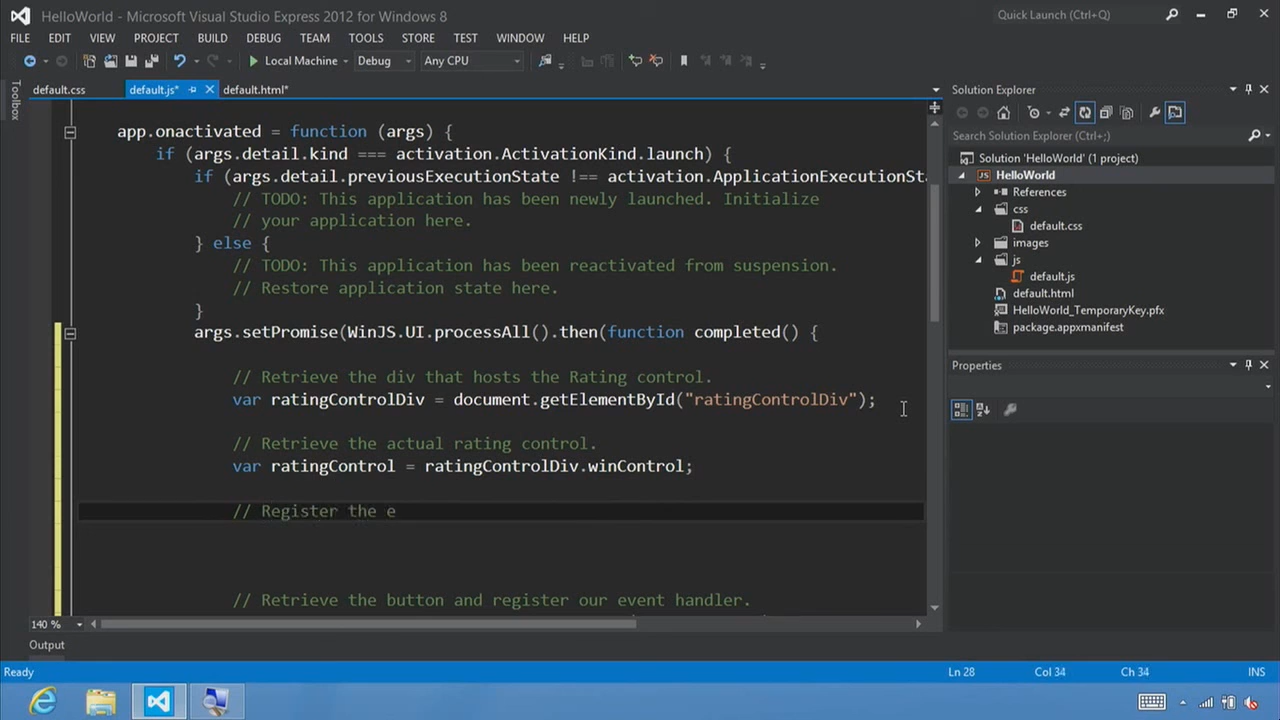 HelloWorld - Microsoft Visual Studio Express 2012 for Windows 8
Quick Launch (Ctrl+Q)
FILE EDIT VIEW PROJECT BUILD DEBUG TEAM TOOLS STORE TEST WINDOW HELP
Local Machine Debug Any CPU
Toolbox
default.css default.js* default.html*
app.onactivated = function (args) {
if (args.detail.kind === activation.ActivationKind.launch) {
if (args.detail.previousExecutionState !== activation.ApplicationExecutionSta
// TODO: This application has been newly launched. Initialize
// your application here.
} else {
// TODO: This application has been reactivated from suspension.
// Restore application state here.
}
args.setPromise(WinJS.UI.processAll().then(function completed() {
// Retrieve the div that hosts the Rating control.
var ratingControlDiv = document.getElementById("ratingControlDiv");
// Retrieve the actual rating control.
var ratingControl = ratingControlDiv.winControl;
// Register the e
// Retrieve the button and register our event handler.
140 %
Output
Solution Explorer
Search Solution Explorer (Ctrl+;)
Solution 'HelloWorld' (1 project)
JS HelloWorld
References
css
default.css
images
js
default.js
default.html
HelloWorld_TemporaryKey.pfx
package.appxmanifest
Properties
Ready Ln 28 Col 34 Ch 34 INS